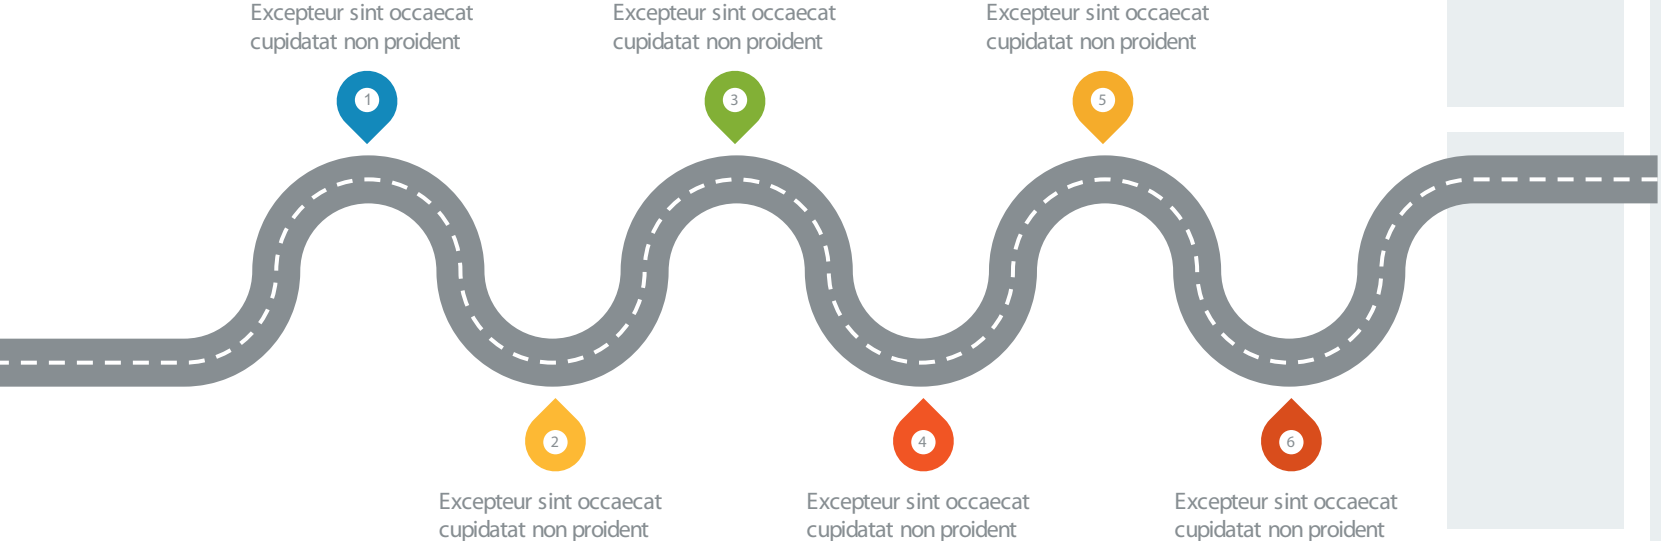 Excepteur sint occaecat
cupidatat non proident
Excepteur sint occaecat
cupidatat non proident
Excepteur sint occaecat
cupidatat non proident
1
3
5
2
4
6
Excepteur sint occaecat
cupidatat non proident
Excepteur sint occaecat
cupidatat non proident
Excepteur sint occaecat
cupidatat non proident